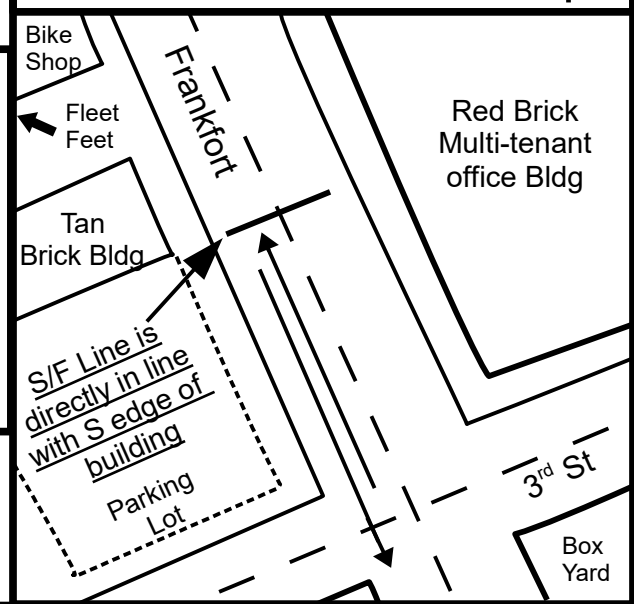 Bike
Shop
Fleet
Feet
Frankfort
Red Brick
Multi-tenant
office Bldg
Tan
Brick Bldg
S/F Line is
directly in line
with S edge of
building
Parking
Lot
3rd St
Box
Yard